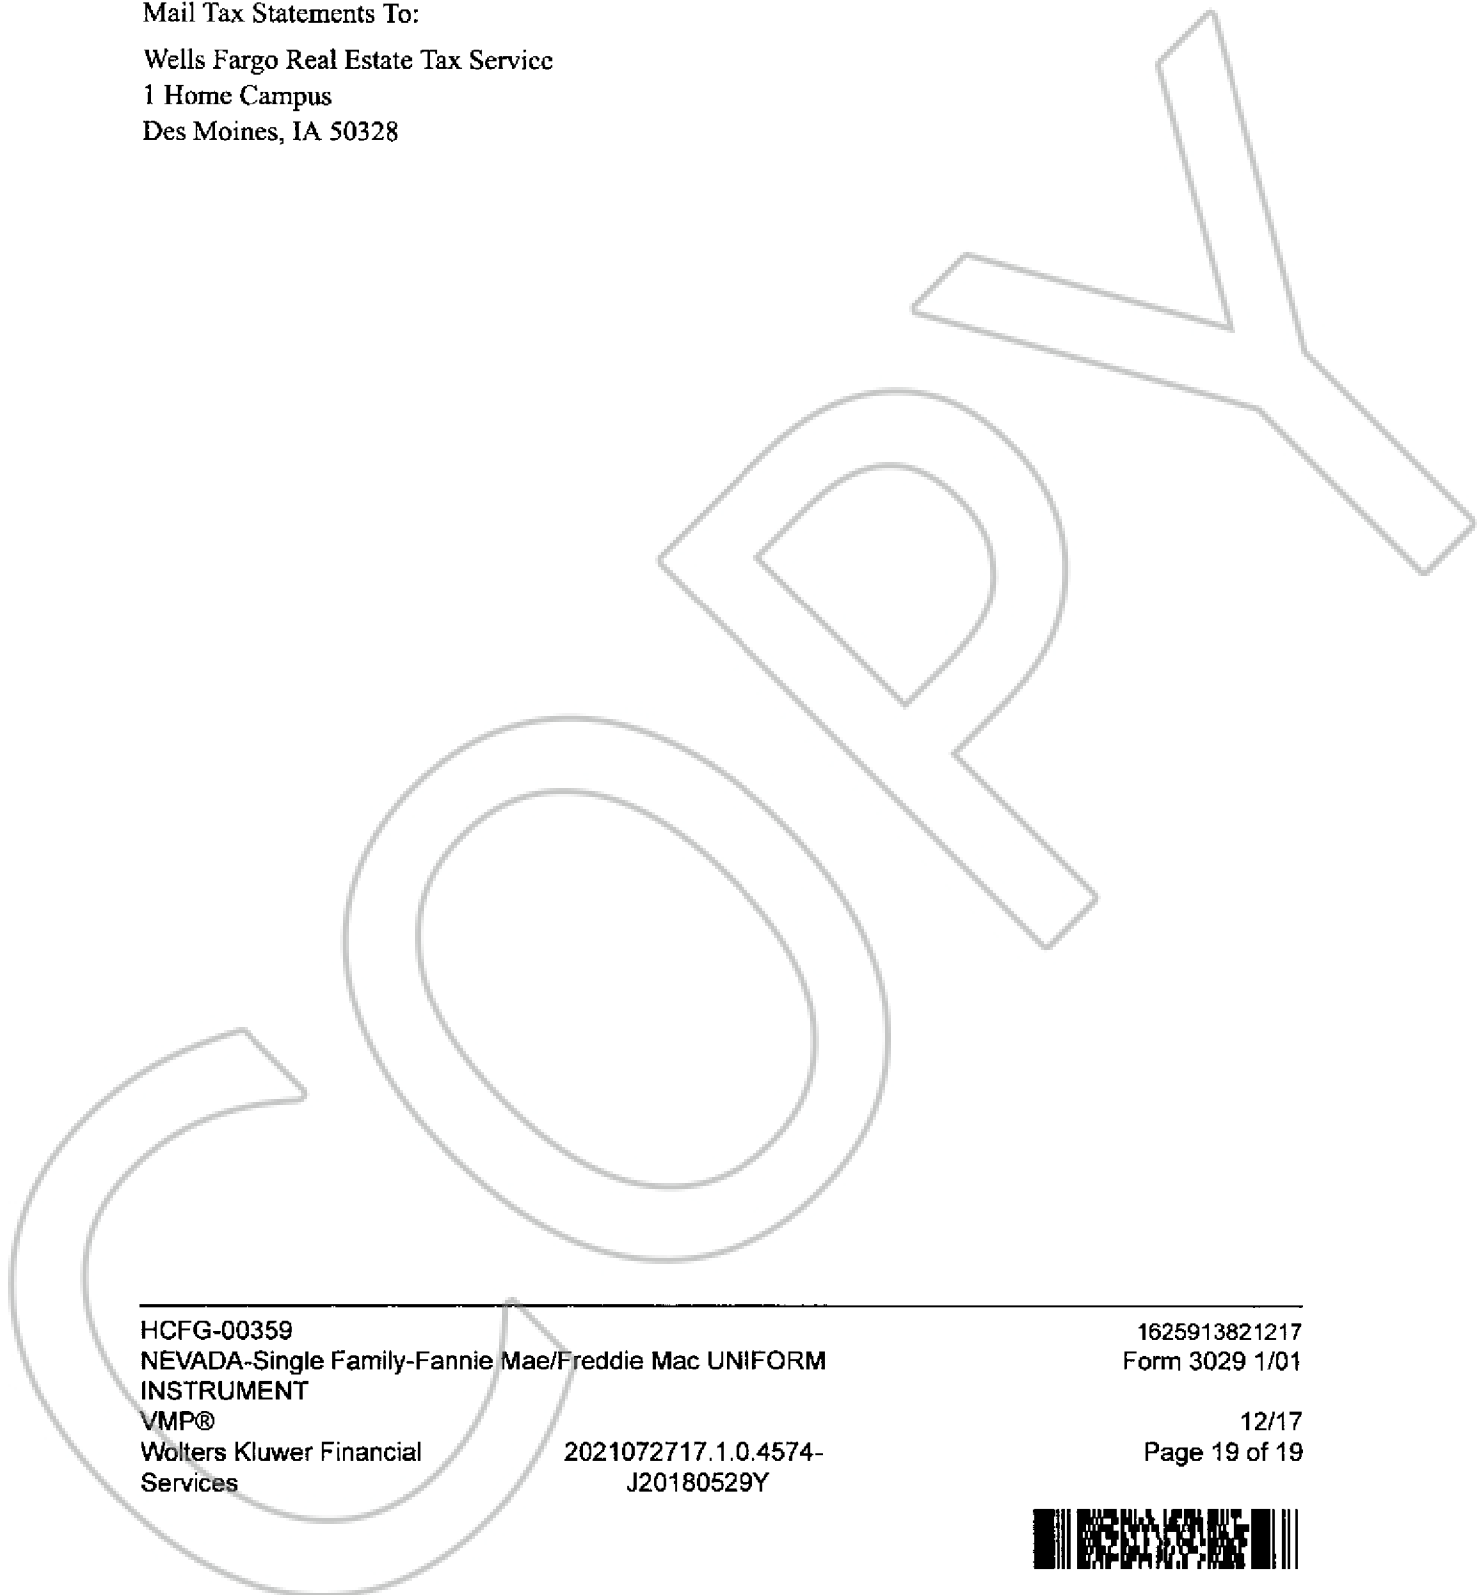 Mail Tax Statements To:
Wells Fargo Real Estate Tax Service
1 Home Campus
Des Moines, IA 50328
COPY
HCFG-00359 1625913821217
NEVADA-Single Family-Fannie Mae/Freddie Mac UNIFORM Form 3029 1/01
INSTRUMENT
VMP® 12/17
Wolters Kluwer Financial 2021072717.1.0.4574- Page 19 of 19
Services J20180529Y